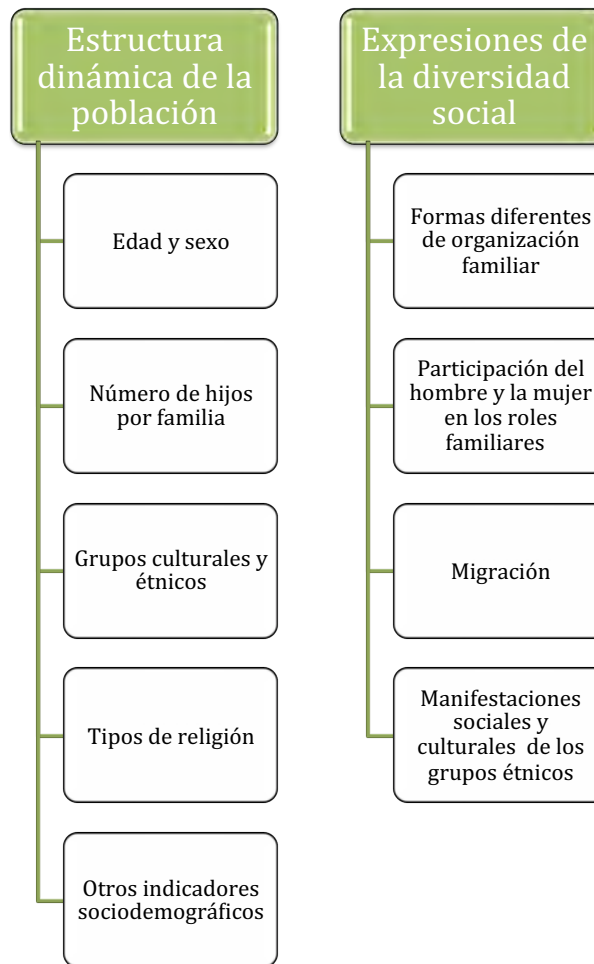 Estructura
dinámica de la
población
Edad y sexo
Número de hijos
por familia
Grupos culturales y
étnicos
Tipos de religión
Otros indicadores
sociodemográficos
Expresiones de
la diversidad
social
Formas diferentes
de organización
familiar
Participación del
hombre y la mujer
en los roles
familiares
Migración
Manifestaciones
sociales y
culturales de los
grupos étnicos